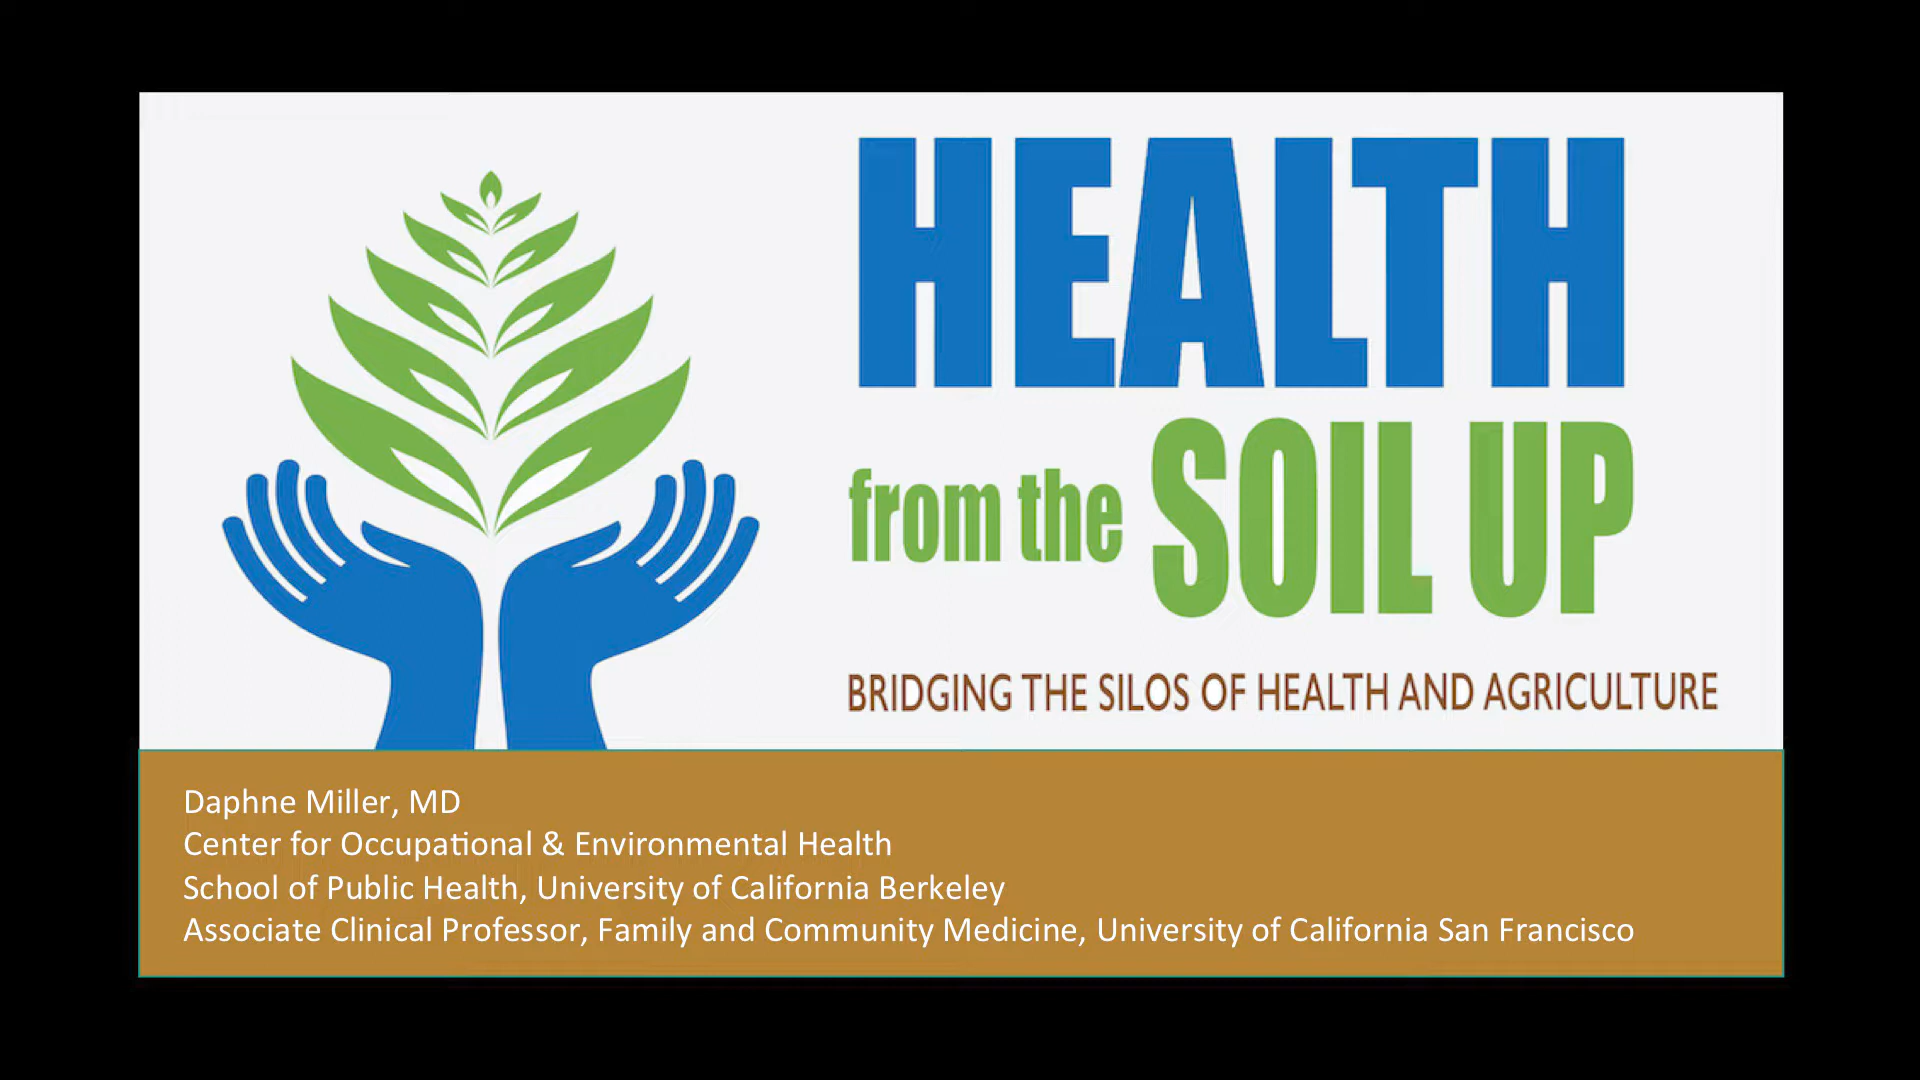 HEALTH
from the SOIL UP
BRIDGING THE SILOS OF HEALTH AND AGRICULTURE
Daphne Miller, MD
Center for Occupational & Environmental Health
School of Public Health, University of California Berkeley
Associate Clinical Professor, Family and Community Medicine, University of California San Francisco